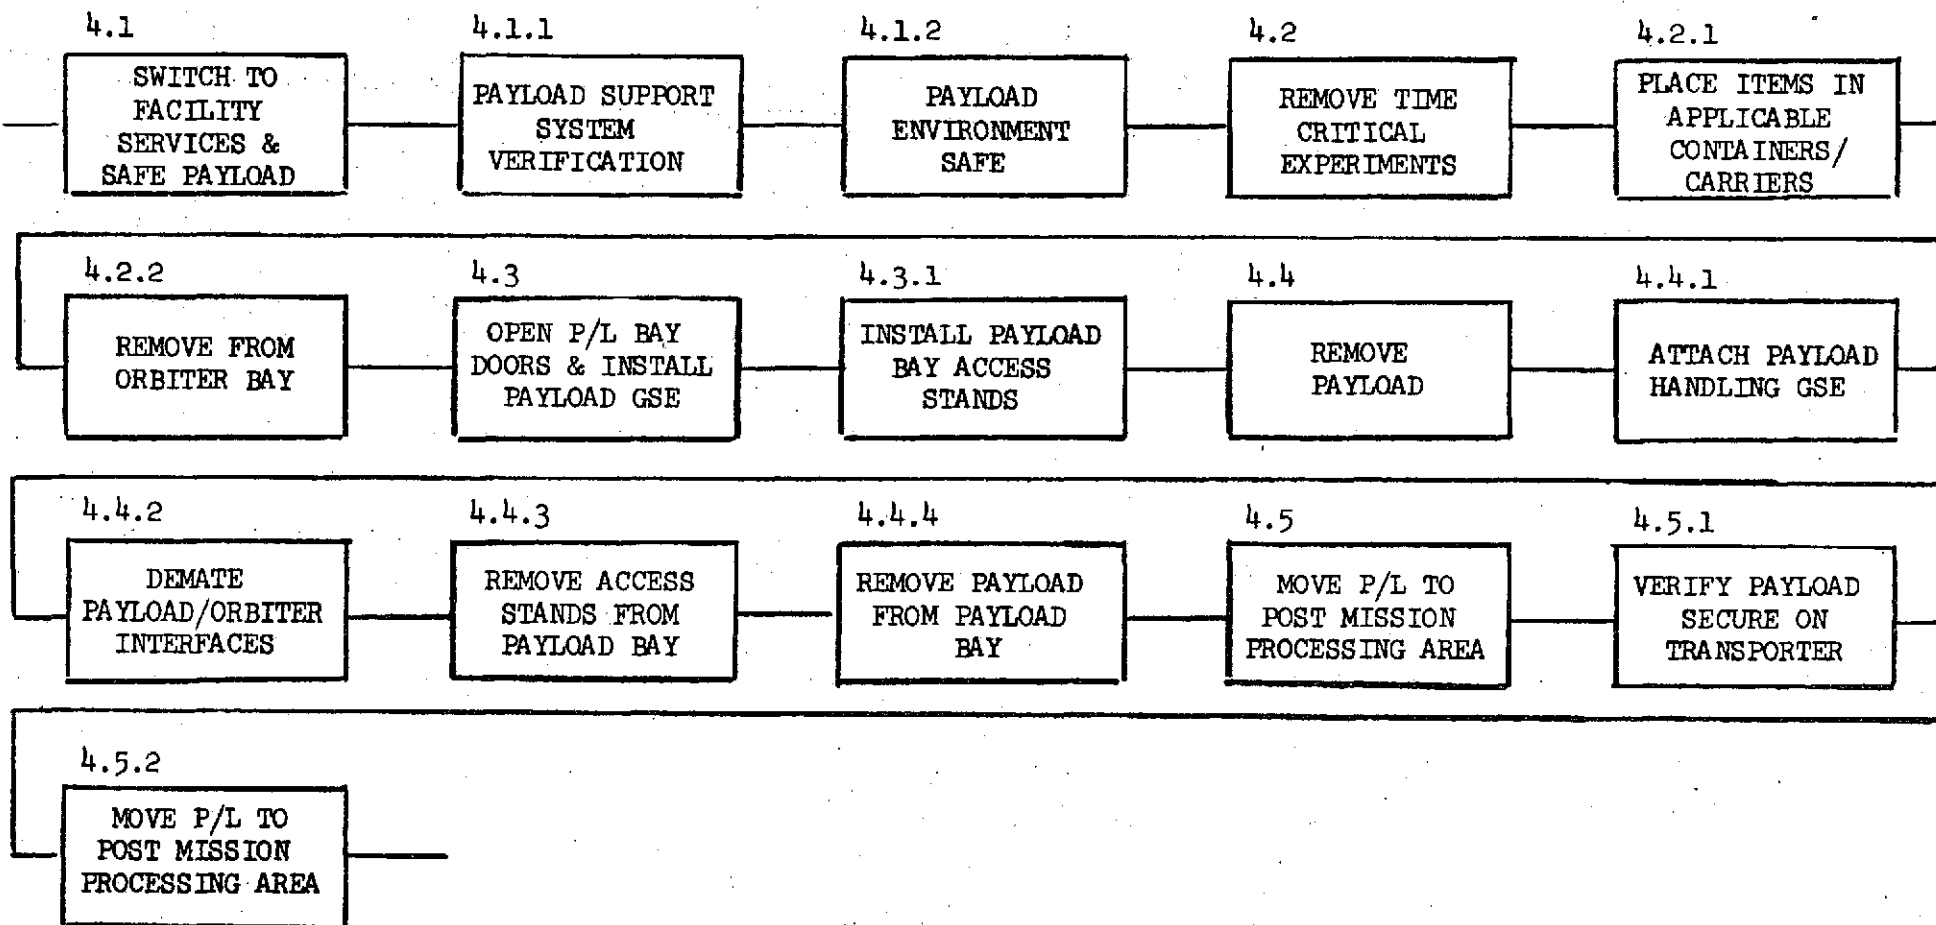 4.1
SWITCH TO
FACILITY
SERVICES &
SAFE PAYLOAD
4.1.1
PAYLOAD SUPPORT
SYSTEM
VERIFICATION
4.1.2
PAYLOAD
ENVIRONMENT
SAFE
4.2
REMOVE TIME
CRITICAL
EXPERIMENTS
4.2.1
PLACE ITEMS IN
APPLICABLE
CONTAINERS/
CARRIERS
4.2.2
REMOVE FROM
ORBITER BAY
4.3
OPEN P/L BAY
DOORS & INSTALL
PAYLOAD GSE
4.3.1
INSTALL PAYLOAD
BAY ACCESS
STANDS
4.4
REMOVE
PAYLOAD
4.4.1
ATTACH PAYLOAD
HANDLING GSE
4.4.2
DEMATE
PAYLOAD/ORBITER
INTERFACES
4.4.3
REMOVE ACCESS
STANDS FROM
PAYLOAD BAY
4.4.4
REMOVE PAYLOAD
FROM PAYLOAD
BAY
4.5
MOVE P/L TO
POST MISSION
PROCESSING AREA
4.5.1
VERIFY PAYLOAD
SECURE ON
TRANSPORTER
4.5.2
MOVE P/L TO
POST MISSION
PROCESSING AREA